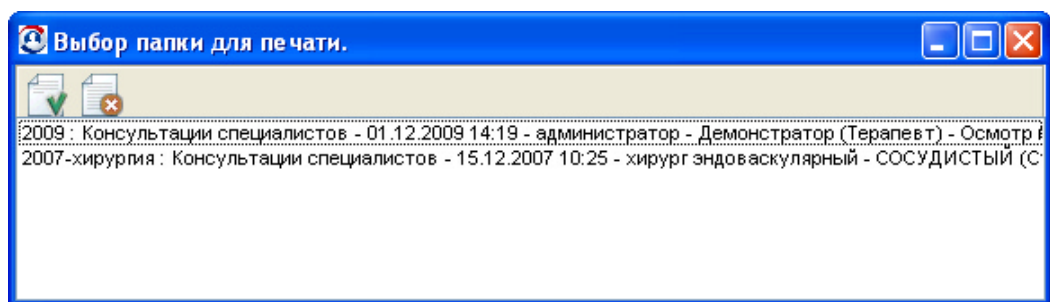 Выбор папки для печати.
2009 : Консультации специалистов - 01.12.2009 14:19 - администратор - Демонстратор (Терапевт) - Осмотр
2007-хирургия : Консультации специалистов - 15.12.2007 10:25 - хирург эндоваскулярный - СОСУДИСТЫЙ